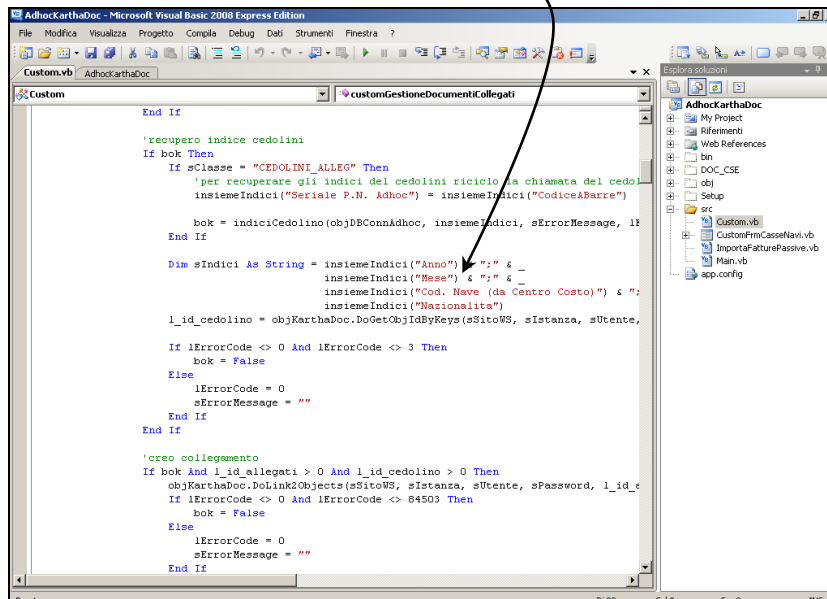 AdhocKarthaDoc - Microsoft Visual Basic 2008 Express Edition
File Modifica Visualizza Progetto Compila Debug Dati Strumenti Finestra ?
Custom.vb AdhocKarthaDoc
Esplora soluzioni
Custom customGestioneDocumentiCollegati
AdhocKarthaDoc
My Project
Riferimenti
Web References
bin
DOC_CSE
obj
Setup
src
Custom.vb
CustomFrmCasseNavi.vb
ImportaFatturePassive.vb
Main.vb
app.config
End If
'recupero indice cedolini
If bok Then
If sClasse = "CEDOLINI_ALLEG" Then
'per recuperare gli indici del cedolini riciclo la chiamata del cedol
insiemeIndici("Seriale P.N. Adhoc") = insiemeIndici("CodiceABarre")
bok = indiciCedolino(objDBConnAdhoc, insiemeIndici, sErrorMessage, lE
End If
Dim sIndici As String = insiemeIndici("Anno") & ";" & _
insiemeIndici("Mese") & ";" & _
insiemeIndici("Cod. Nave (da Centro Costo)") & ";
insiemeIndici("Nazionalita")
l_id_cedolino = objKarthaDoc.DoGetObjIdByKeys(sSitoWS, sIstanza, sUtente,
If lErrorCode <> 0 And lErrorCode <> 3 Then
bok = False
Else
lErrorCode = 0
sErrorMessage = ""
End If
End If
'creo collegamento
If bok And l_id_allegati > 0 And l_id_cedolino > 0 Then
objKarthaDoc.DoLink2Objects(sSitoWS, sIstanza, sUtente, sPassword, l_id_a
If lErrorCode <> 0 And lErrorCode <> 84503 Then
bok = False
Else
lErrorCode = 0
sErrorMessage = ""
End If